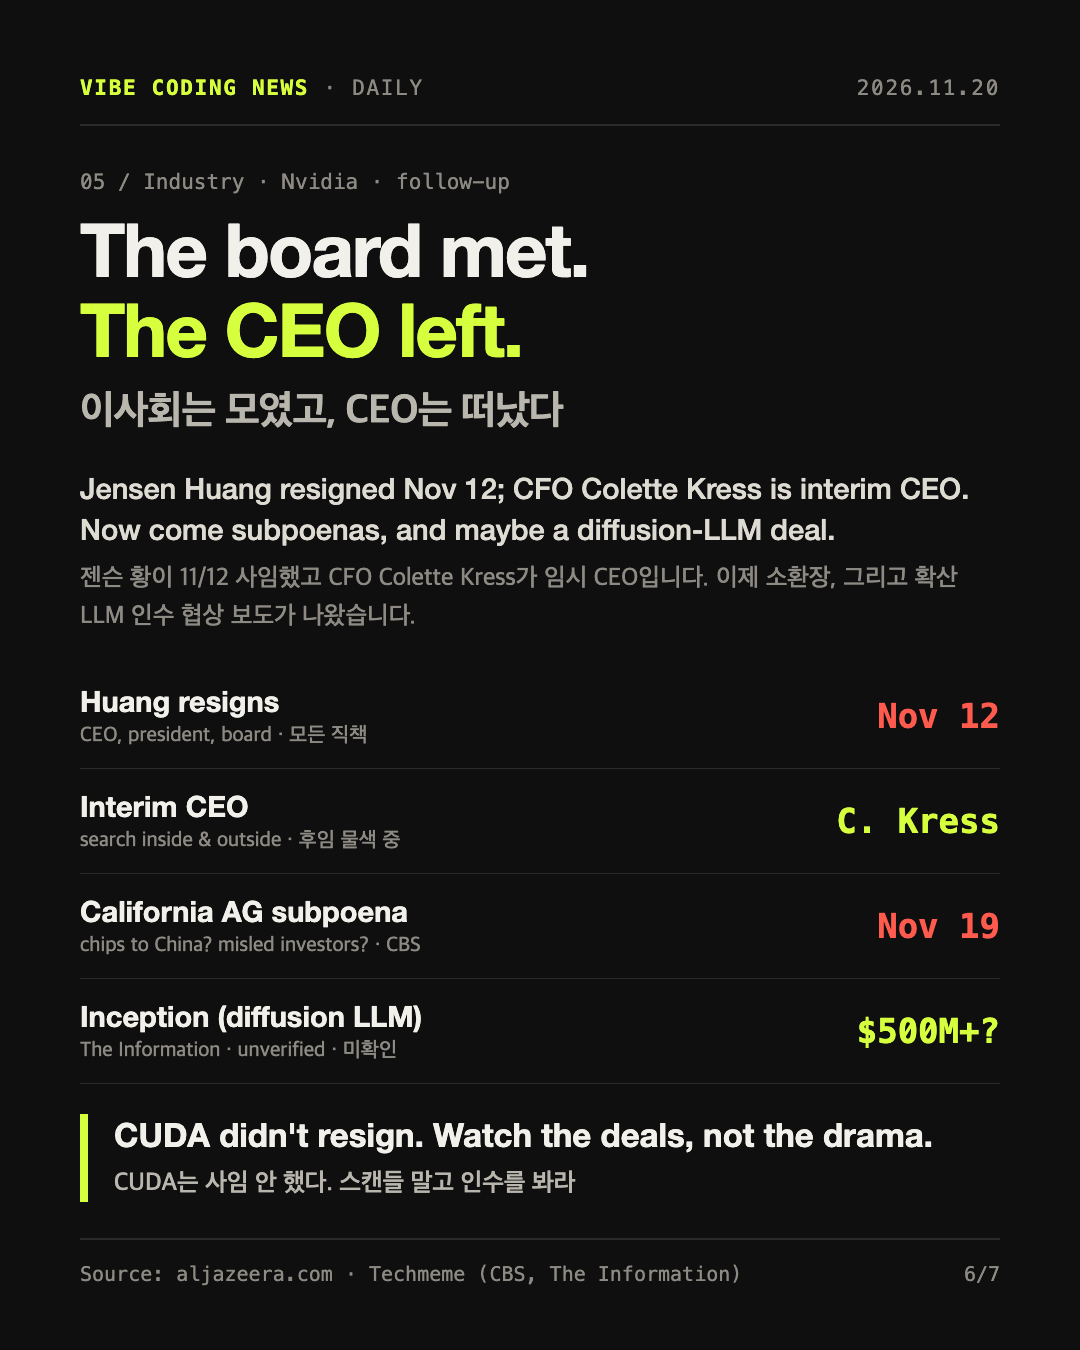 VIBE CODING NEWS · DAILY
2026.11.20
05 / Industry · Nvidia · follow-up
The board met.
The CEO left.
이사회는 모였고, CEO는 떠났다
Jensen Huang resigned Nov 12; CFO Colette Kress is interim CEO.
Now come subpoenas, and maybe a diffusion-LLM deal.
젠슨 황이 11/12 사임했고 CFO Colette Kress가 임시 CEO입니다. 이제 소환장, 그리고 확산
LLM 인수 협상 보도가 나왔습니다.
Huang resigns
CEO, president, board · 모든 직책
Nov 12
Interim CEO
search inside & outside · 후임 물색 중
C. Kress
California AG subpoena
chips to China? misled investors? · CBS
Nov 19
Inception (diffusion LLM)
The Information · unverified · 미확인
$500M+?
CUDA didn't resign. Watch the deals, not the drama.
CUDA는 사임 안 했다. 스캔들 말고 인수를 봐라
Source: aljazeera.com · Techmeme (CBS, The Information)
6/7